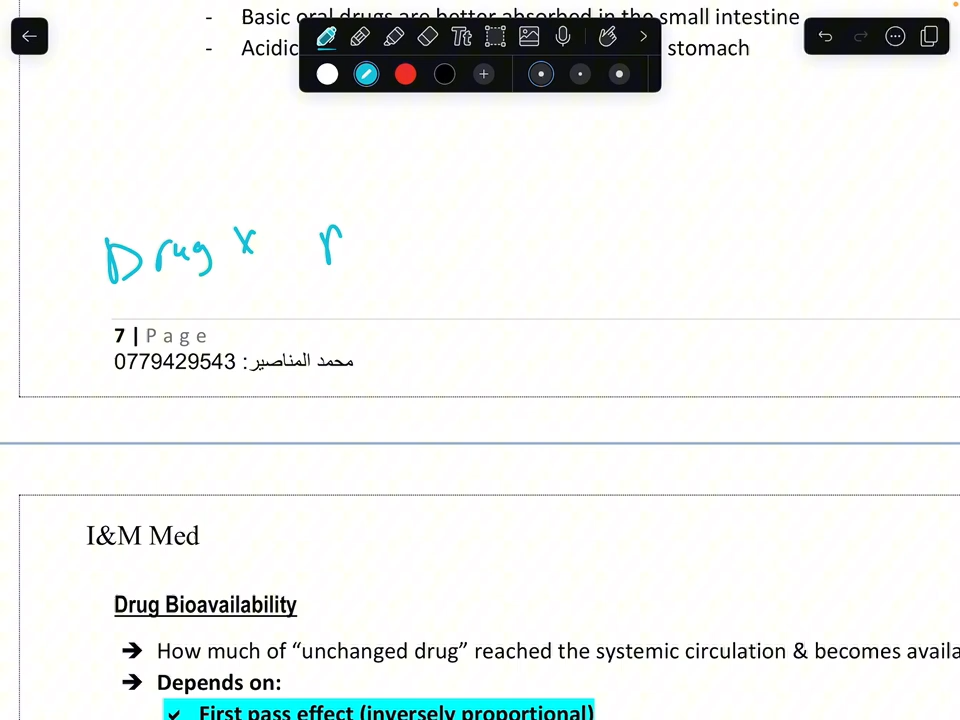 - Basic oral drugs are better absorbed in the small intestine
- Acidic stomach
Tt
Drug x r
7 | Page
محمد المناصير: 0779429543
I&M Med
Drug Bioavailability
➔ How much of “unchanged drug” reached the systemic circulation & becomes availa
➔ Depends on:
✓ First pass effect (inversely proportional)